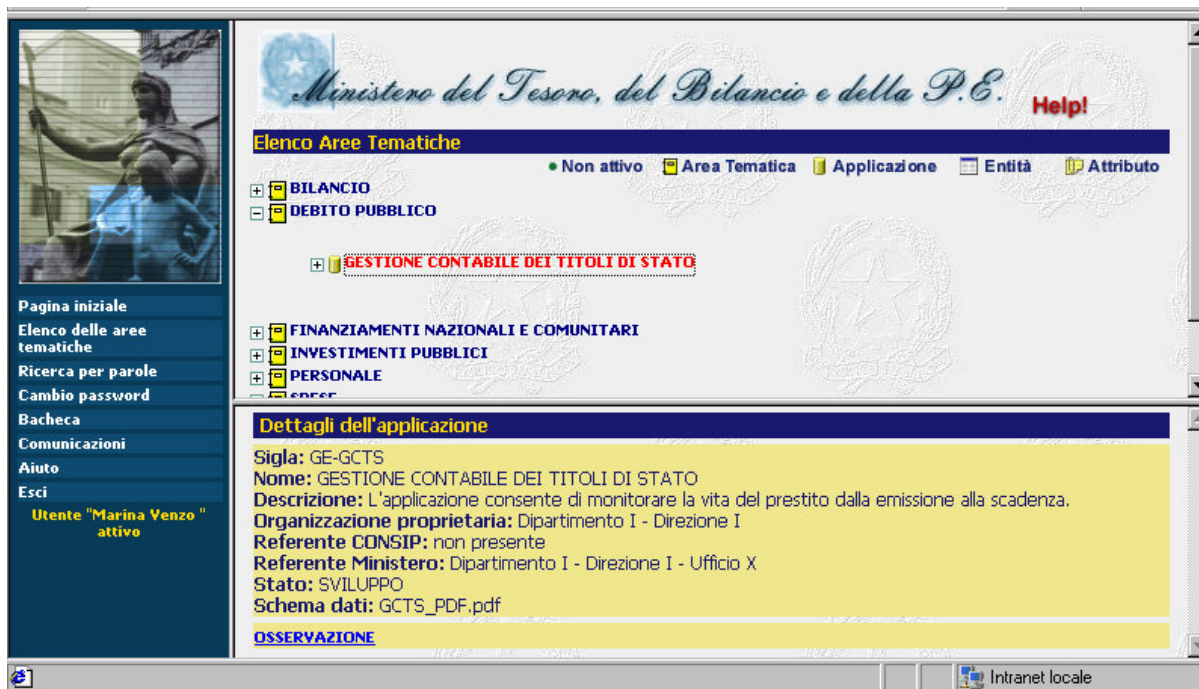 Ministero del Tesoro, del Bilancio e della P.E.
Help!
Elenco Aree Tematiche
Non attivo Area Tematica Applicazione Entità Attributo
BILANCIO
DEBITO PUBBLICO
GESTIONE CONTABILE DEI TITOLI DI STATO
FINANZIAMENTI NAZIONALI E COMUNITARI
INVESTIMENTI PUBBLICI
PERSONALE
SPESE
Pagina iniziale
Elenco delle aree
tematiche
Ricerca per parole
Cambio password
Bacheca
Comunicazioni
Aiuto
Esci
Utente "Marina Venzo "
attivo
Dettagli dell'applicazione
Sigla: GE-GCTS
Nome: GESTIONE CONTABILE DEI TITOLI DI STATO
Descrizione: L'applicazione consente di monitorare la vita del prestito dalla emissione alla scadenza.
Organizzazione proprietaria: Dipartimento I - Direzione I
Referente CONSIP: non presente
Referente Ministero: Dipartimento I - Direzione I - Ufficio X
Stato: SVILUPPO
Schema dati: GCTS_PDF.pdf
OSSERVAZIONE
Intranet locale